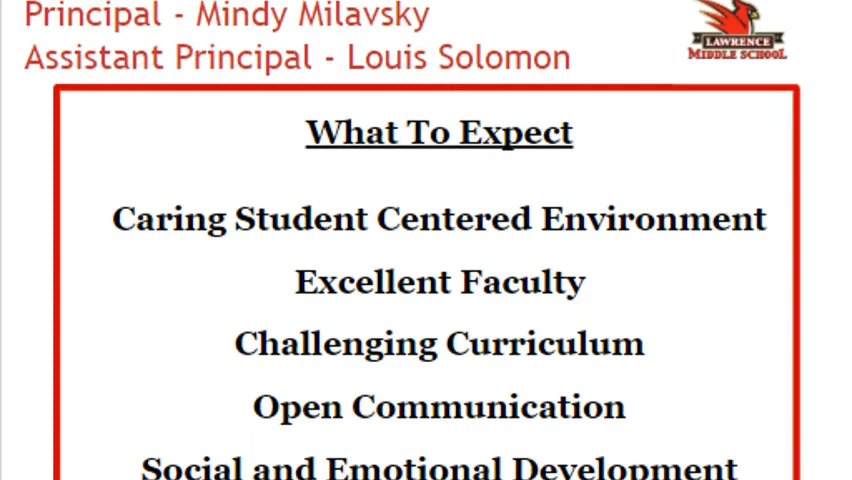 Principal - Mindy Milavsky
Assistant Principal - Louis Solomon
LAWRENCE
MIDDLE SCHOOL
What To Expect
Caring Student Centered Environment
Excellent Faculty
Challenging Curriculum
Open Communication
Social and Emotional Development